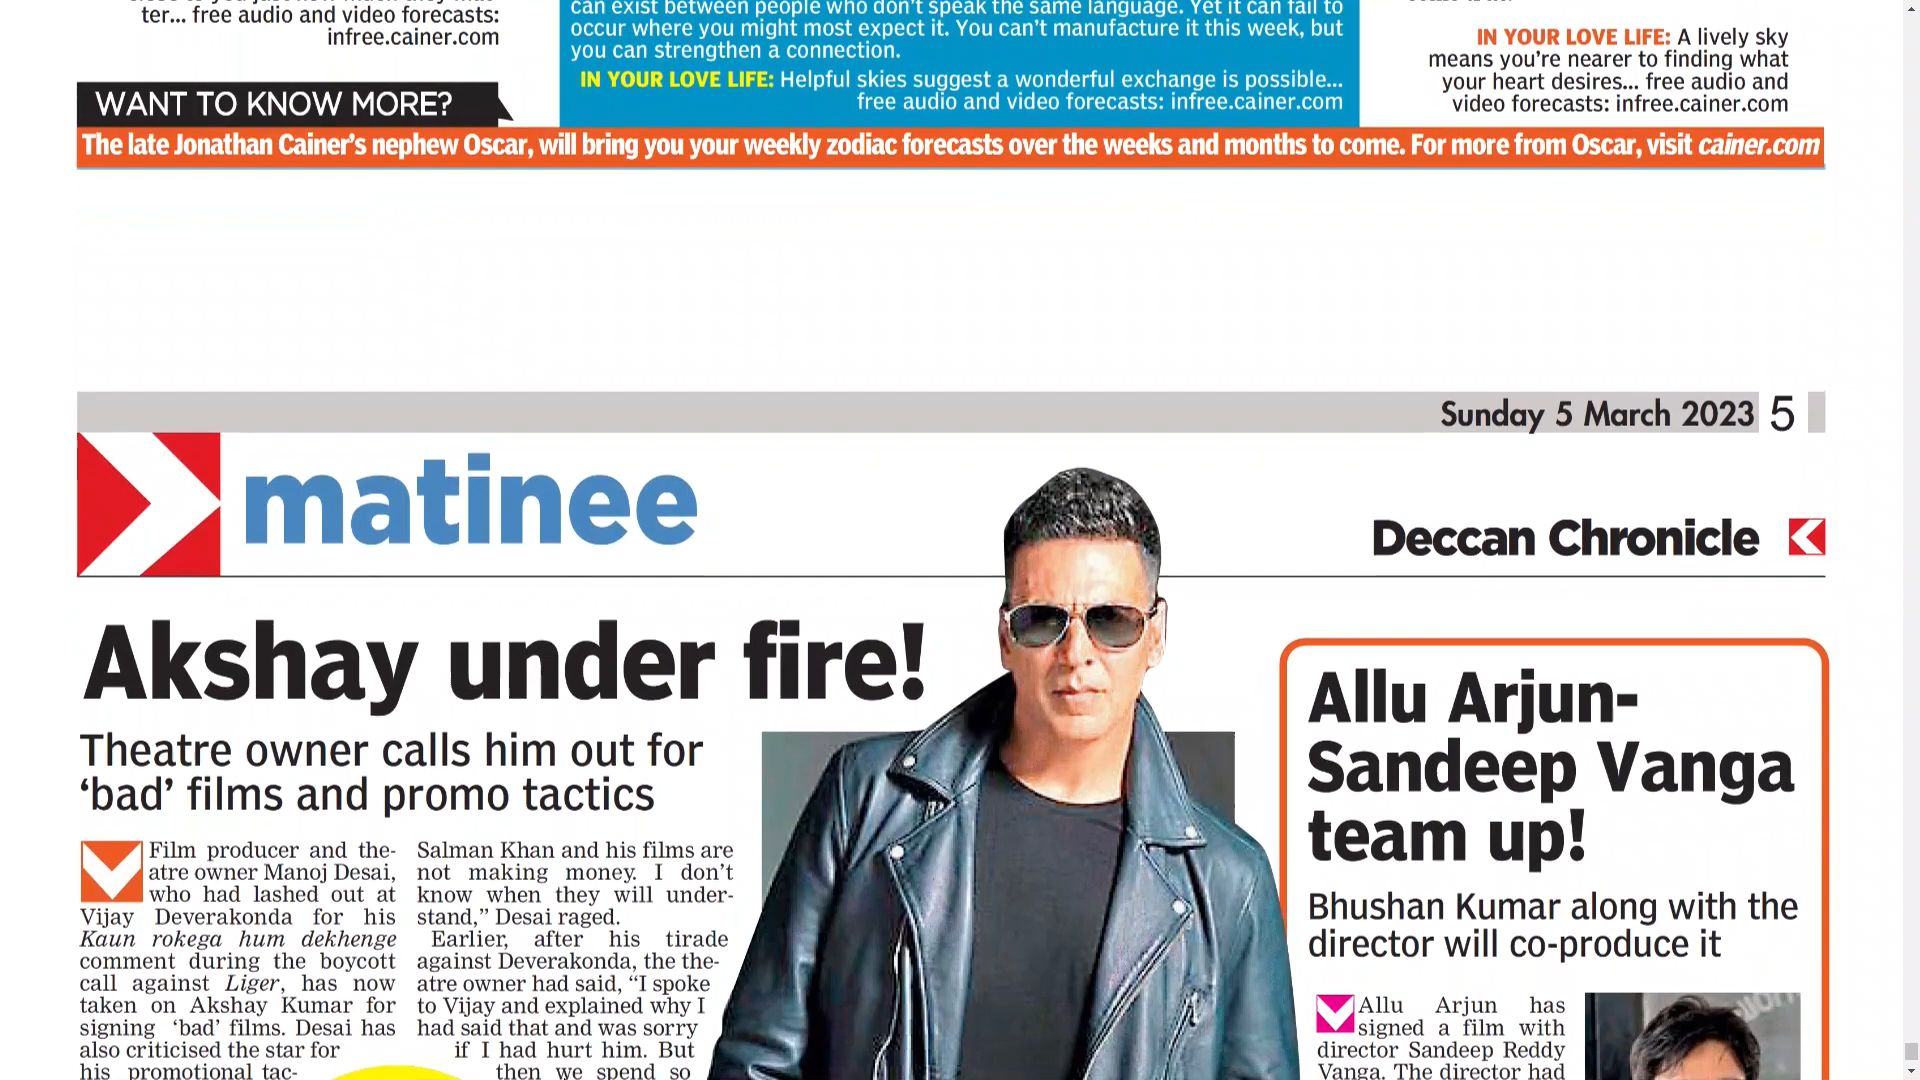 ter... free audio and video forecasts:
infree.cainer.com
WANT TO KNOW MORE?
can exist between people who don't speak the same language. Yet it can fail to
occur where you might most expect it. You can't manufacture it this week, but
you can strengthen a connection.
IN YOUR LOVE LIFE: Helpful skies suggest a wonderful exchange is possible...
free audio and video forecasts: infree.cainer.com
IN YOUR LOVE LIFE: A lively sky
means you're nearer to finding what
your heart desires... free audio and
video forecasts: infree.cainer.com
The late Jonathan Cainer's nephew Oscar, will bring you your weekly zodiac forecasts over the weeks and months to come. For more from Oscar, visit cainer.com
Sunday 5 March 2023 5
matinee
Deccan Chronicle
Akshay under fire!
Theatre owner calls him out for
‘bad’ films and promo tactics
Film producer and the-
atre owner Manoj Desai,
who had lashed out at
Vijay Deverakonda for his
Kaun rokega hum dekhenge
comment during the boycott
call against Liger, has now
taken on Akshay Kumar for
signing ‘bad’ films. Desai has
also criticised the star for
his promotional tac-
Salman Khan and his films are
not making money. I don't
know when they will under-
stand,” Desai raged.
Earlier, after his tirade
against Deverakonda, the the-
atre owner had said, “I spoke
to Vijay and explained why I
had said that and was sorry
if I had hurt him. But
then we spend so
Allu Arjun-
Sandeep Vanga
team up!
Bhushan Kumar along with the
director will co-produce it
Allu Arjun has
signed a film with
director Sandeep Reddy
Vanga. The director had